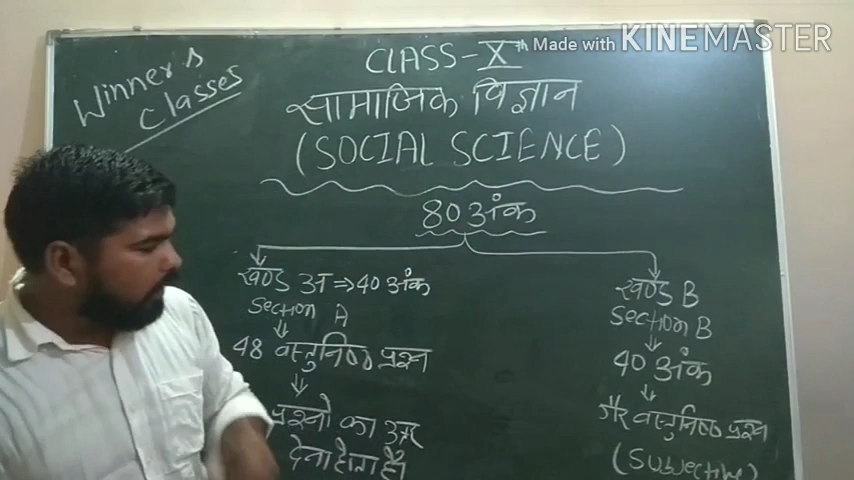 Made with KINEMASTER
Winner's
Classes
CLASS-Xth
सामाजिक विज्ञान
(SOCIAL SCIENCE)
80 अंक
खण्ड अ ⇒ 40 अंक
Section A
48 वस्तुनिष्ठ प्रश्न
प्रश्नों का उत्तर
देना होता है
खण्ड B
Section B
40 अंक
गैर वस्तुनिष्ठ प्रश्न
(Subjective)